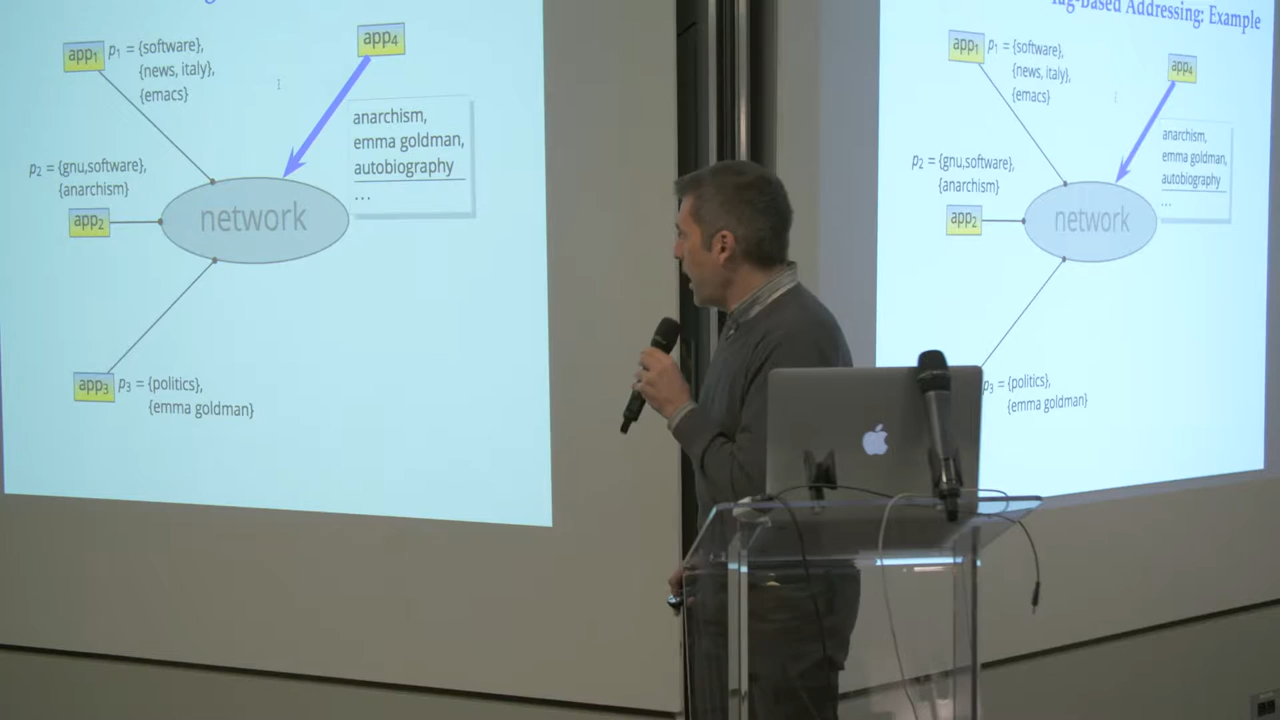 app₁
p₁ = {software},
{news, italy},
{emacs}
app₄
anarchism,
emma goldman,
autobiography
...
p₂ = {gnu,software},
{anarchism}
app₂
network
app₃
p₃ = {politics},
{emma goldman}
Tag-Based Addressing: Example
app₁
p₁ = {software},
{news, italy},
{emacs}
app₄
anarchism,
emma goldman,
autobiography
...
p₂ = {gnu,software},
{anarchism}
app₂
network
p₃ = {politics},
{emma goldman}